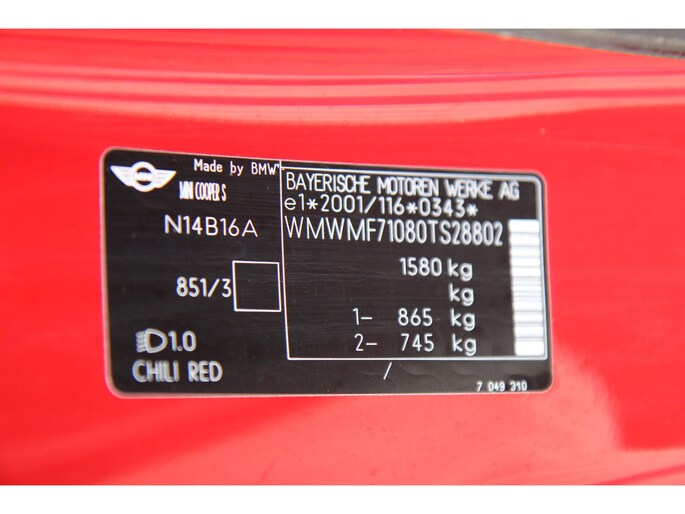 Made by BMW
MINI COOPER S
N14B16A
851/3
1.0
CHILI RED
BAYERISCHE MOTOREN WERKE AG
e1*2001/116*0343*
WMWMF71080TS28802
1580 kg
kg
1- 865 kg
2- 745 kg
/
7 049 310